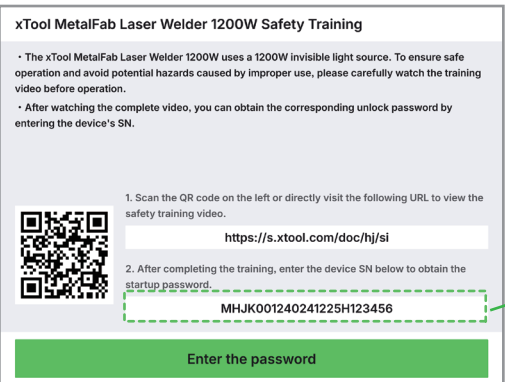 xTool MetalFab Laser Welder 1200W Safety Training
• The xTool MetalFab Laser Welder 1200W uses a 1200W invisible light source. To ensure safe
operation and avoid potential hazards caused by improper use, please carefully watch the training
video before operation.
• After watching the complete video, you can obtain the corresponding unlock password by
entering the device's SN.
1. Scan the QR code on the left or directly visit the following URL to view the
safety training video.
https://s.xtool.com/doc/hj/si
2. After completing the training, enter the device SN below to obtain the
startup password.
MHJK001240241225H123456
Enter the password